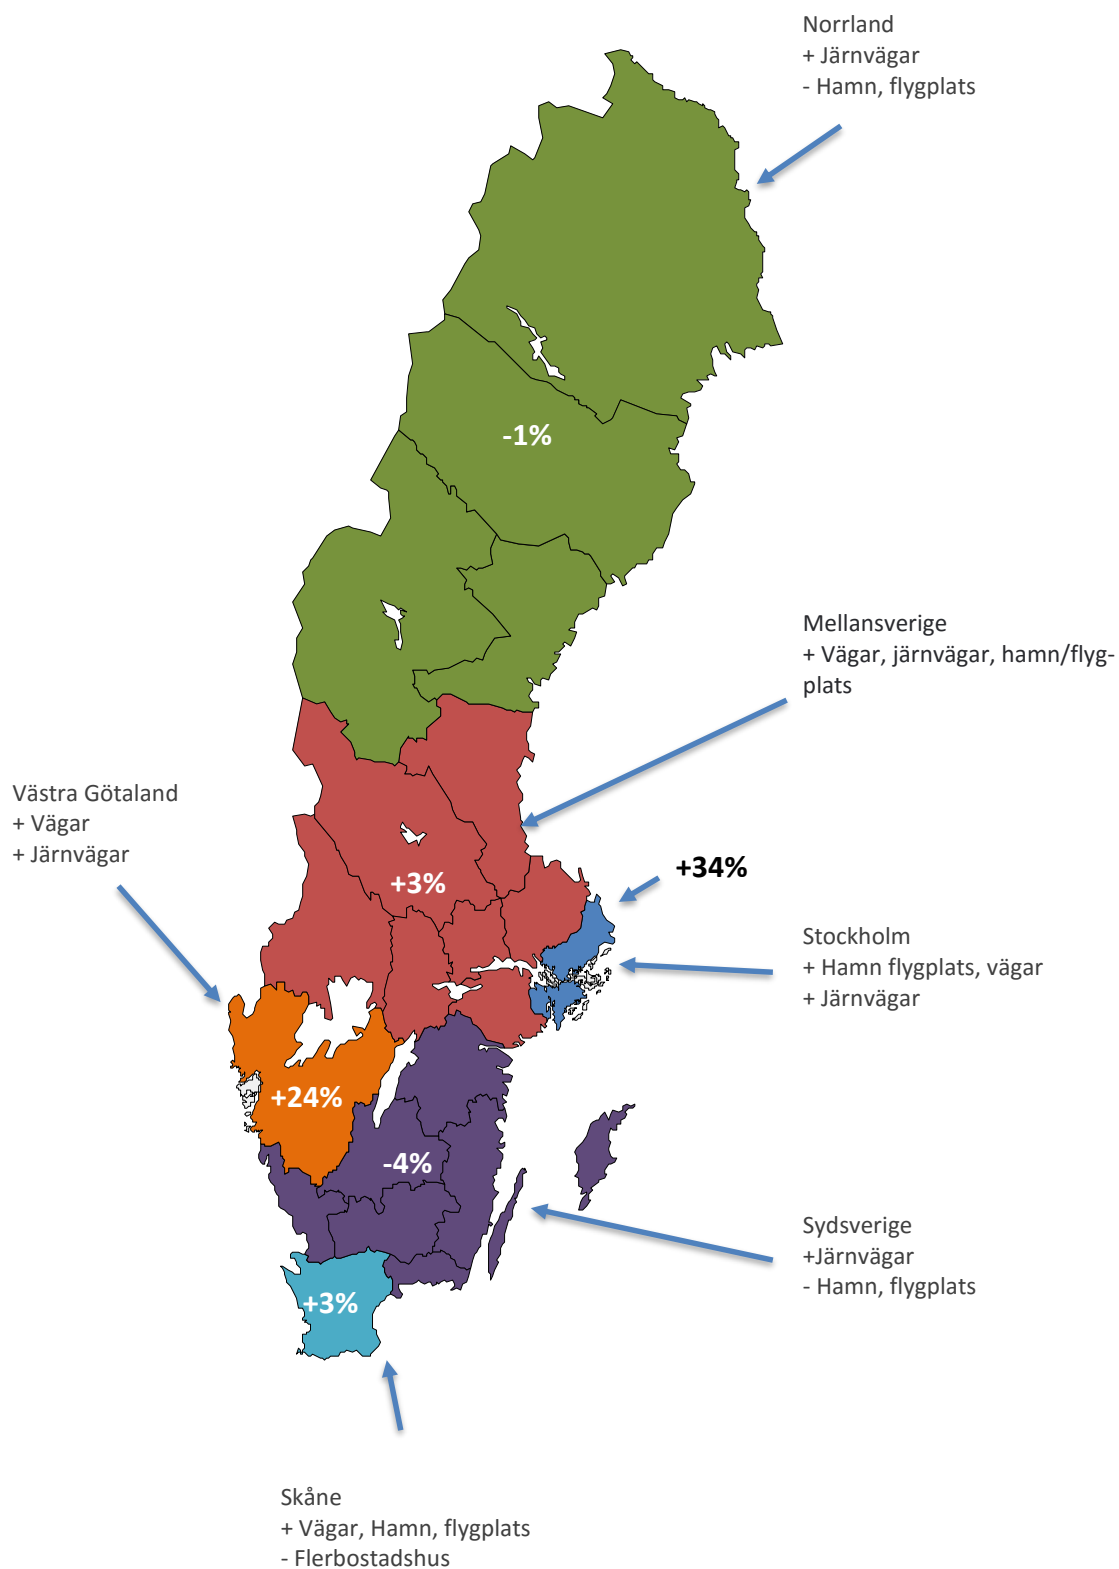 Norrland
+ Järnvägar
- Hamn, flygplats
-1%
Mellansverige
+ Vägar, järnvägar, hamn/flyg-
plats
Västra Götaland
+ Vägar
+ Järnvägar
+3%
+34%
Stockholm
+ Hamn flygplats, vägar
+ Järnvägar
+24%
-4%
Sydsverige
+Järnvägar
- Hamn, flygplats
+3%
Skåne
+ Vägar, Hamn, flygplats
- Flerbostadshus